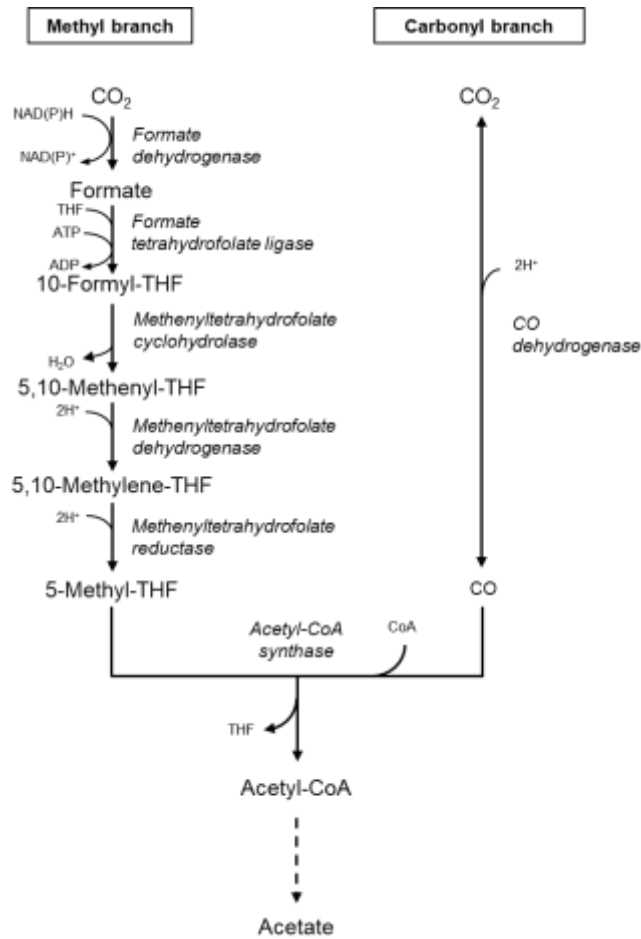 Methyl branch
Carbonyl branch
CO₂
CO₂
NAD(P)H
NAD(P)⁺
Formate
dehydrogenase
Formate
THF
ATP
ADP
Formate
tetrahydrofolate ligase
10-Formyl-THF
2H⁺
CO
dehydrogenase
Methenyltetrahydrofolate
cyclohydrolase
H₂O
5,10-Methenyl-THF
2H⁺
Methenyltetrahydrofolate
dehydrogenase
5,10-Methylene-THF
2H⁺
Methenyltetrahydrofolate
reductase
5-Methyl-THF
CO
Acetyl-CoA
synthase
CoA
THF
Acetyl-CoA
Acetate